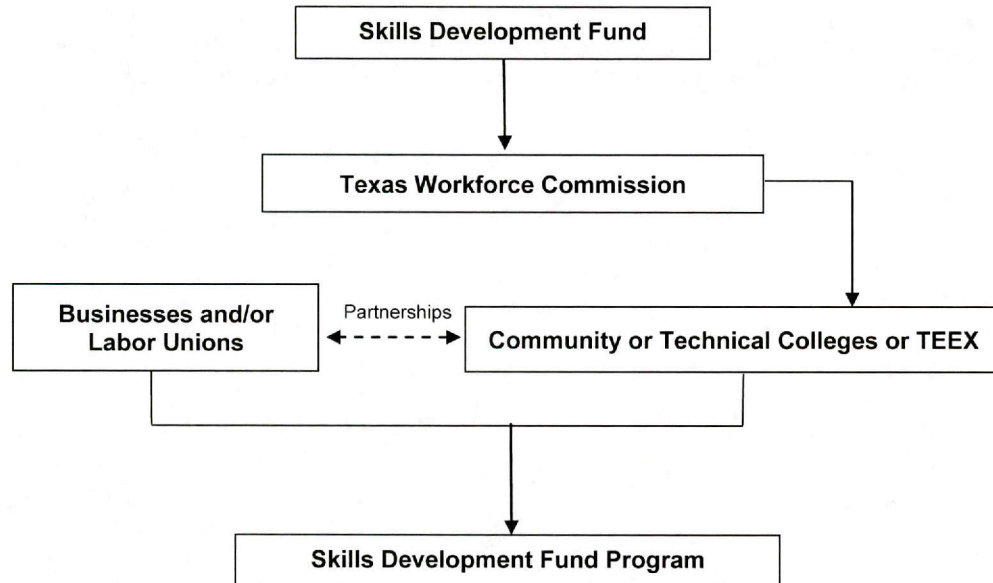 Skills Development Fund
Texas Workforce Commission
Businesses and/or
Labor Unions
Partnerships
Community or Technical Colleges or TEEX
Skills Development Fund Program